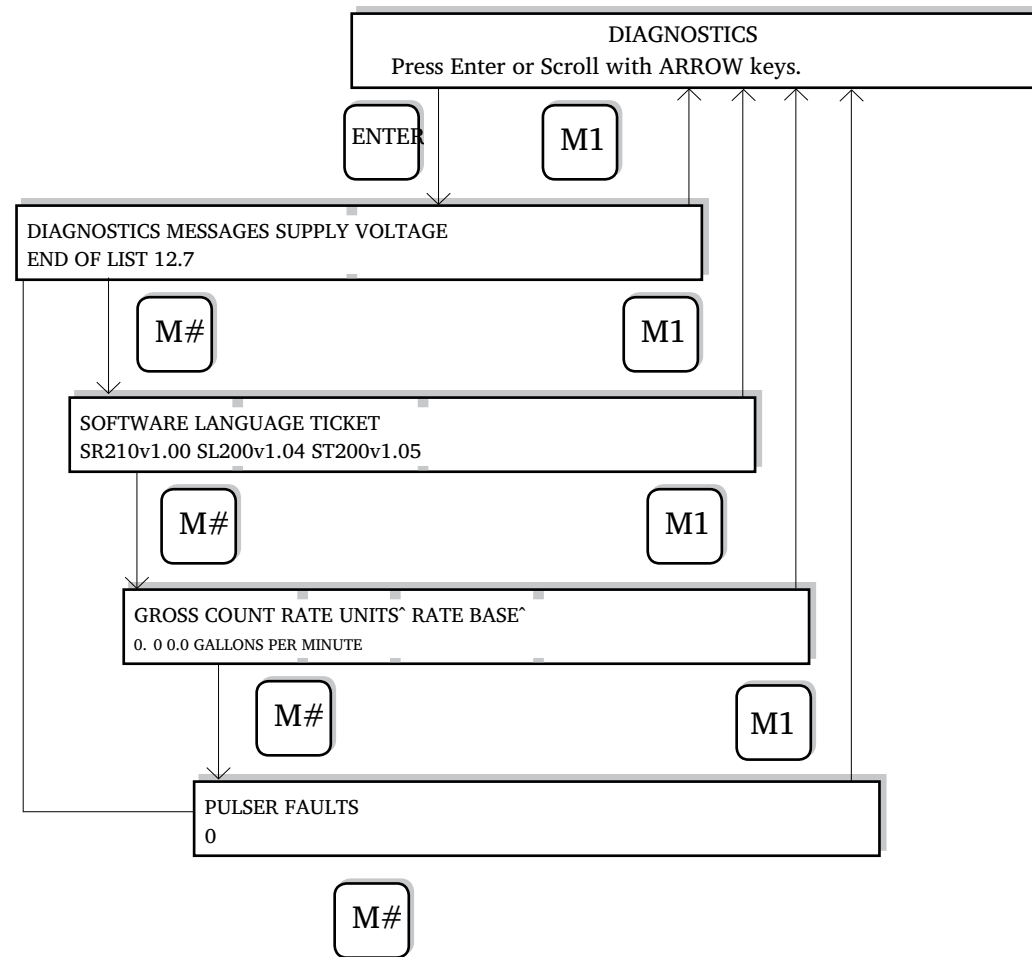 DIAGNOSTICS
Press Enter or Scroll with ARROW keys.
ENTER
M1
DIAGNOSTICS MESSAGES SUPPLY VOLTAGE
END OF LIST 12.7
M#
M1
SOFTWARE LANGUAGE TICKET
SR210v1.00 SL200v1.04 ST200v1.05
M#
M1
GROSS COUNT RATE UNITS^ RATE BASE^
0. 0 0.0 GALLONS PER MINUTE
M#
M1
PULSER FAULTS
0
M#